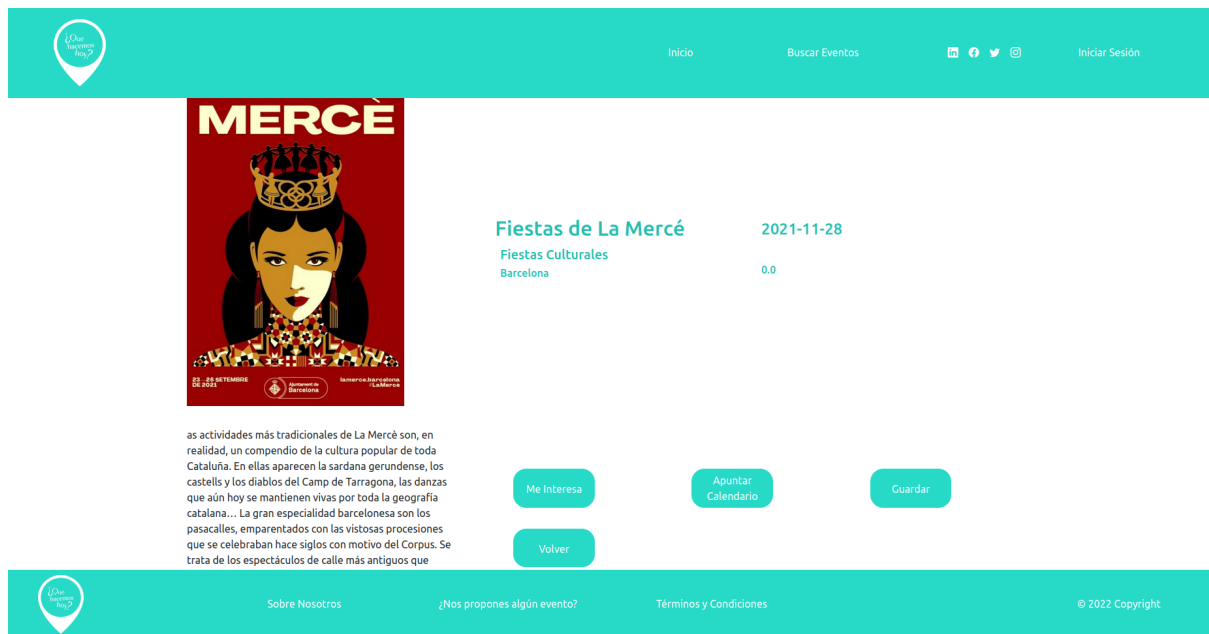 ¿Que
hacemos
hoy?
Inicio
Buscar Eventos
Iniciar Sesión
MERCÈ
23 - 26 SETEMBRE
DE 2021
Ajuntament de
Barcelona
lamerce.barcelona
#LaMerce
Fiestas de La Mercé
2021-11-28
Fiestas Culturales
Barcelona
0.0
as actividades más tradicionales de La Mercè son, en
realidad, un compendio de la cultura popular de toda
Cataluña. En ellas aparecen la sardana gerundense, los
castells y los diablos del Camp de Tarragona, las danzas
que aún hoy se mantienen vivas por toda la geografía
catalana… La gran especialidad barcelonesa son los
pasacalles, emparentados con las vistosas procesiones
que se celebraban hace siglos con motivo del Corpus. Se
trata de los espectáculos de calle más antiguos que
Me Interesa
Apuntar
Calendario
Guardar
Volver
¿Que
hacemos
hoy?
Sobre Nosotros
¿Nos propones algún evento?
Términos y Condiciones
© 2022 Copyright